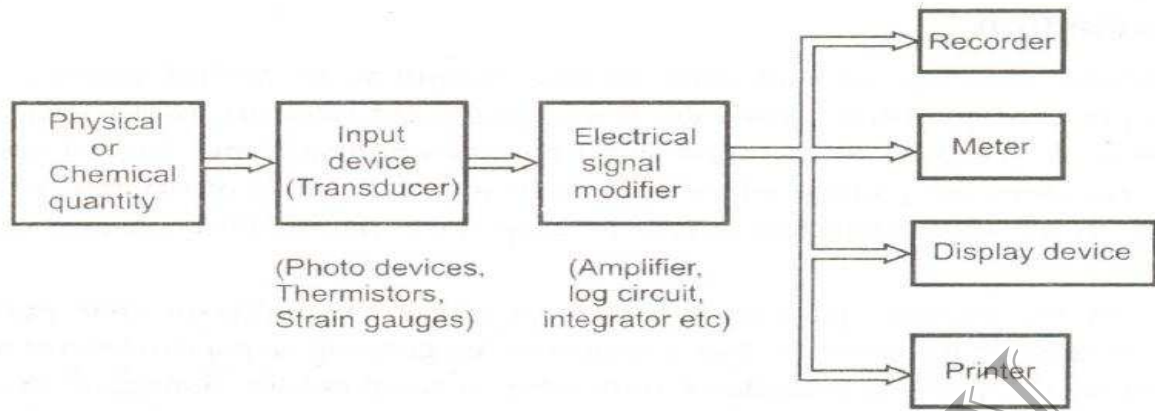 Physical
or
Chemical
quantity
Input
device
(Transducer)
(Photo devices,
Thermistors,
Strain gauges)
Electrical
signal
modifier
(Amplifier,
log circuit,
integrator etc)
Recorder
Meter
Display device
Printer